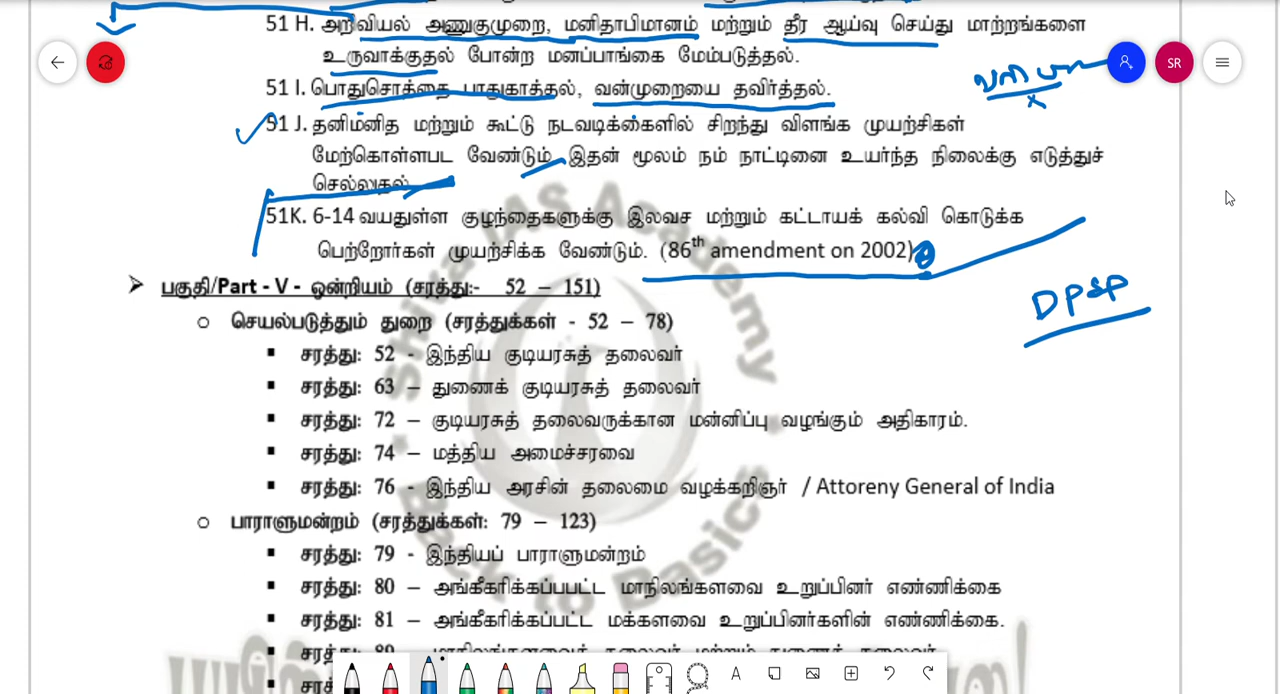 51 H. அறிவியல் அணுகுமுறை, மனிதாபிமானம் மற்றும் தீர ஆய்வு செய்து மாற்றங்களை
உருவாக்குதல் போன்ற மனப்பாங்கை மேம்படுத்தல்.
SR
51 I. பொதுசொத்தை பாதுகாத்தல், வன்முறையை தவிர்த்தல்.
51 J. தனிமனித மற்றும் கூட்டு நடவடிக்கைகளில் சிறந்து விளங்க முயற்சிகள்
மேற்கொள்ளபட வேண்டும் இதன் மூலம் நம் நாட்டினை உயர்ந்த நிலைக்கு எடுத்துச்
செல்லுதல்
51K. 6-14 வயதுள்ள குழந்தைகளுக்கு இலவச மற்றும் கட்டாயக் கல்வி கொடுக்க
பெற்றோர்கள் முயற்சிக்க வேண்டும். (86th amendment on 2002)
DPSP
➤ பகுதி/Part - V - ஒன்றியம் (சரத்து:- 52 – 151)
o செயல்படுத்தும் துறை (சரத்துக்கள் - 52 – 78)
▪ சரத்து: 52 - இந்திய குடியரசுத் தலைவர்
▪ சரத்து: 63 – துணைக் குடியரசுத் தலைவர்
▪ சரத்து: 72 – குடியரசுத் தலைவருக்கான மன்னிப்பு வழங்கும் அதிகாரம்.
▪ சரத்து: 74 – மத்திய அமைச்சரவை
▪ சரத்து: 76 - இந்திய அரசின் தலைமை வழக்கறிஞர் / Attoreny General of India
o பாராளுமன்றம் (சரத்துக்கள்: 79 – 123)
▪ சரத்து: 79 - இந்தியப் பாராளுமன்றம்
▪ சரத்து: 80 – அங்கீகரிக்கப்பபட்ட மாநிலங்களவை உறுப்பினர் எண்ணிக்கை
▪ சரத்து: 81 – அங்கீகரிக்கப்பட்ட மக்களவை உறுப்பினர்களின் எண்ணிக்கை.
Shiva IAS Academy
Back to Basics